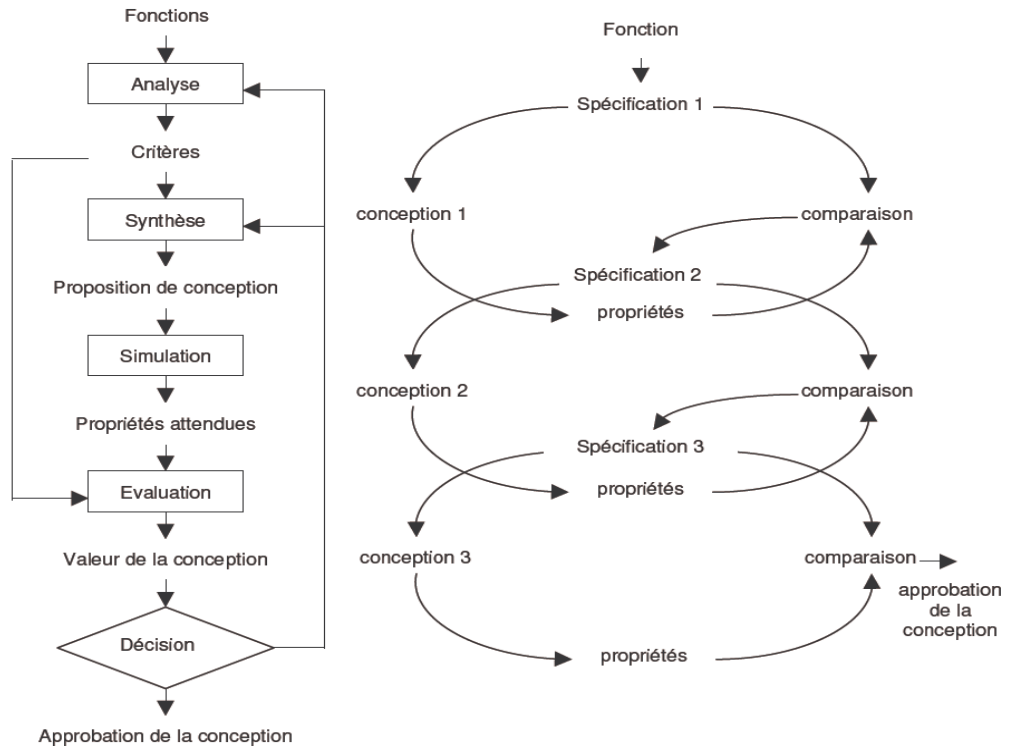 Fonctions
Analyse
Critères
Synthèse
Proposition de conception
Simulation
Propriétés attendues
Evaluation
Valeur de la conception
Décision
Approbation de la conception
Fonction
Spécification 1
conception 1
comparaison
Spécification 2
propriétés
conception 2
comparaison
Spécification 3
propriétés
conception 3
comparaison
approbation
de la
conception
propriétés